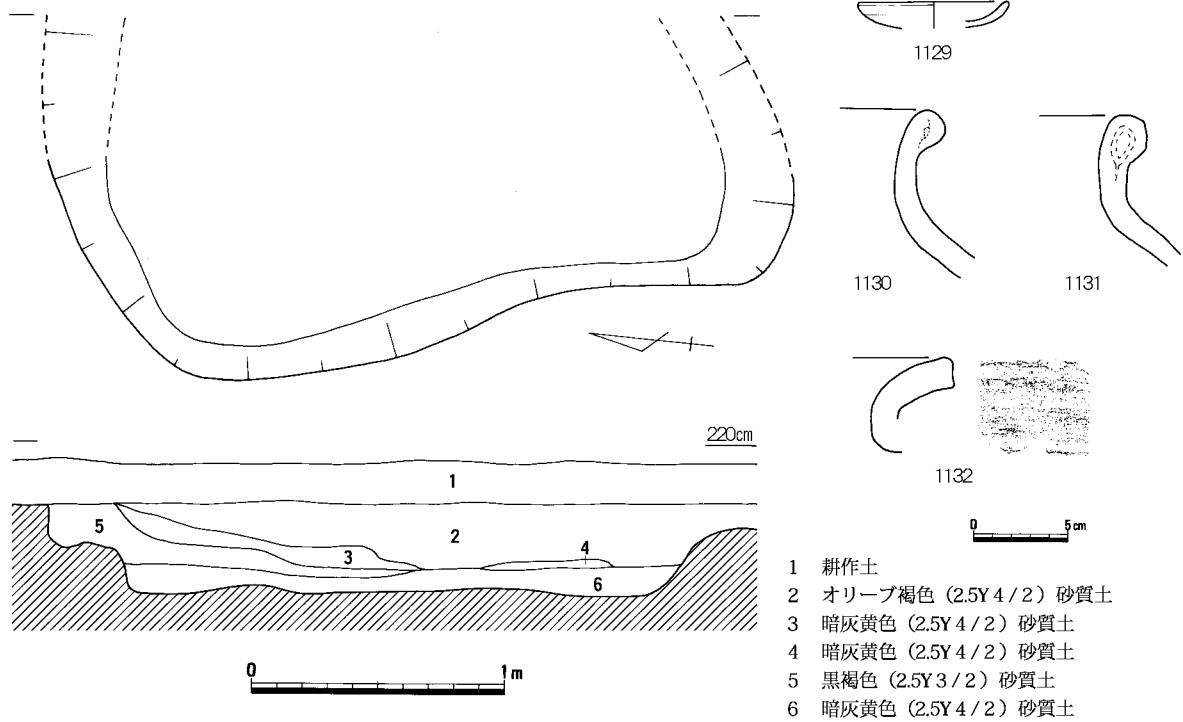 1129
1130
1131
1132
220cm
1
2
3
4
5
6
0 1m
0 5cm
1 耕作土
2 オリーブ褐色（2.5Y 4 / 2）砂質土
3 暗灰黄色（2.5Y 4 / 2）砂質土
4 暗灰黄色（2.5Y 4 / 2）砂質土
5 黒褐色（2.5Y 3 / 2）砂質土
6 暗灰黄色（2.5Y 4 / 2）砂質土